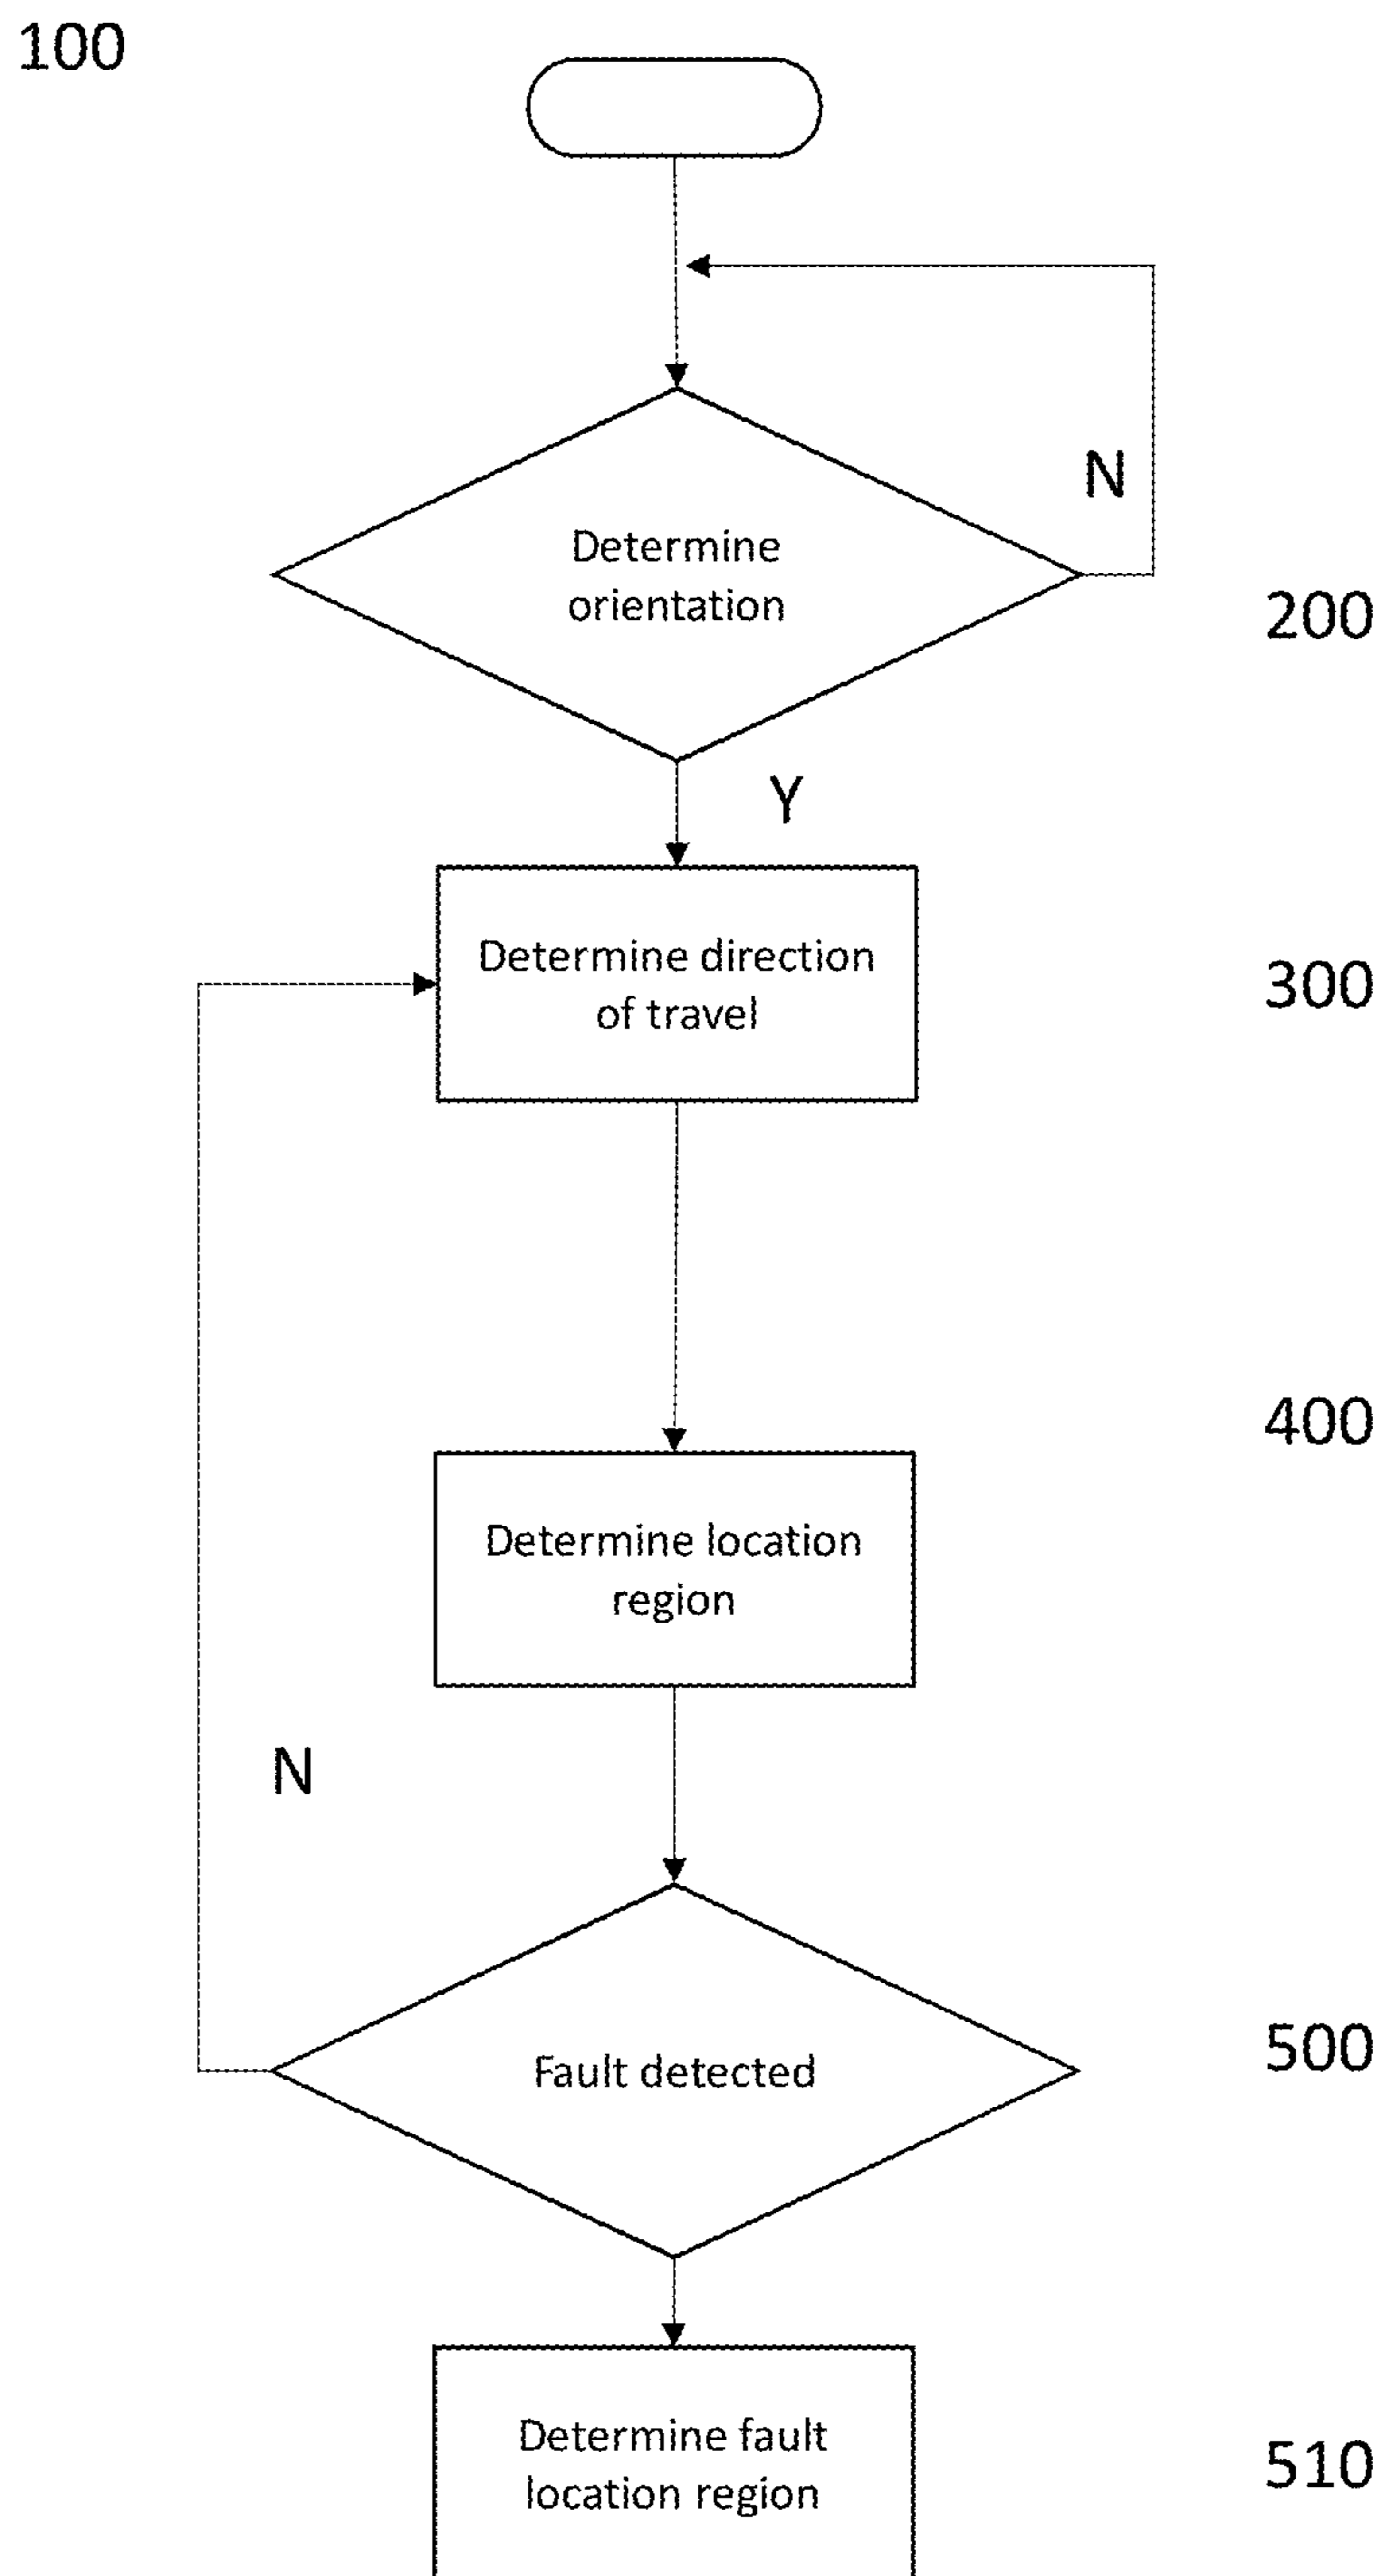 100
Determine
orientation
N
200
Y
Determine direction
of travel
300
400
Determine location
region
N
Fault detected
500
Determine fault
location region
510